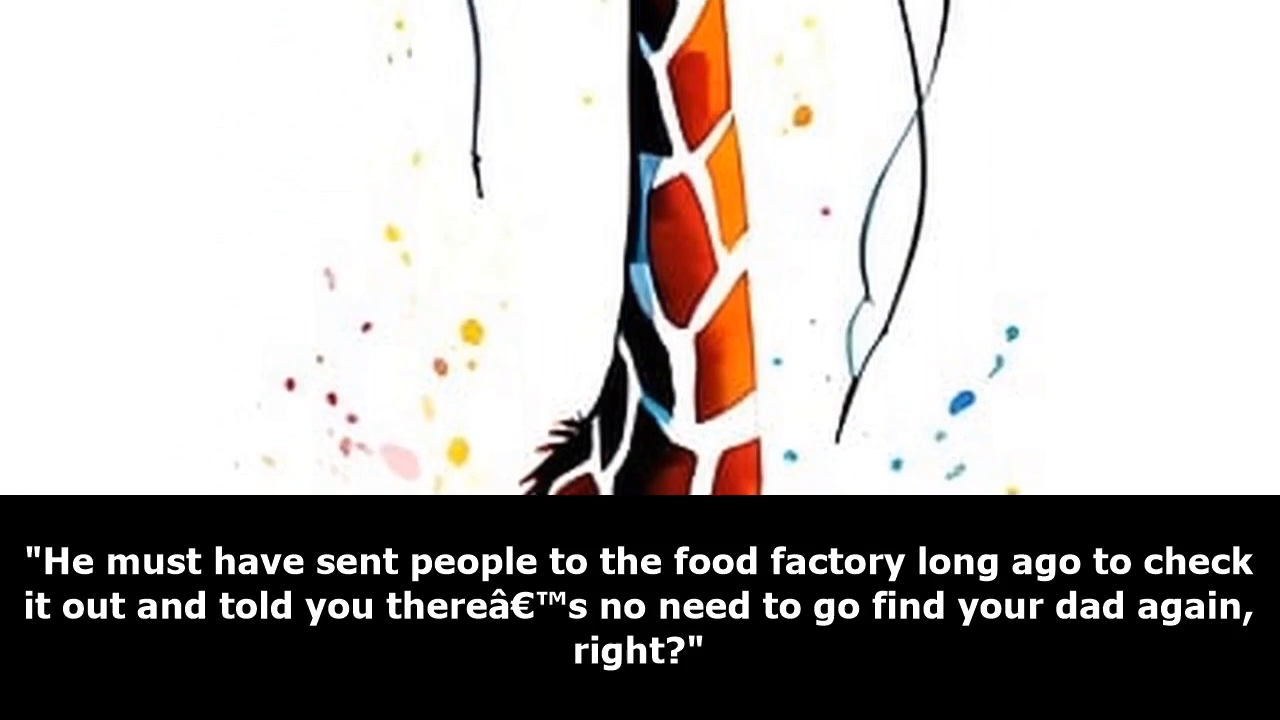 "He must have sent people to the food factory long ago to check
it out and told you thereâ€™s no need to go find your dad again,
right?"